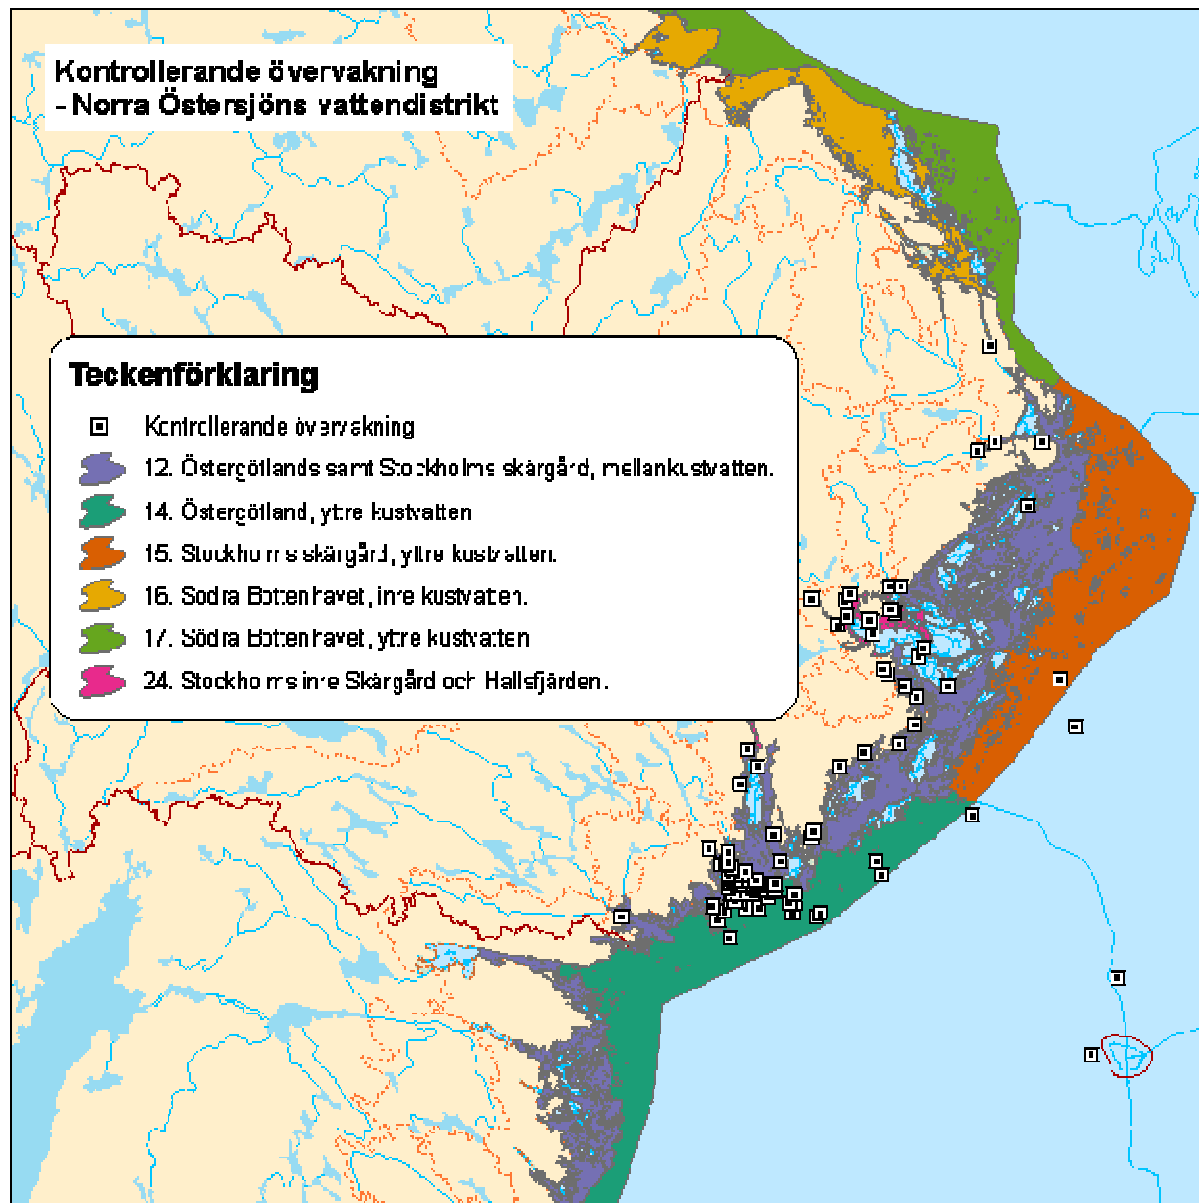 Kontrollerande övervakning
- Norra Östersjöns vattendistrikt
Teckenförklaring
Kontrollerande övervakning
12. Östergötlands samt Stockholms skärgård, mellankustvatten.
14. Östergötland, yttre kustvatten
15. Stockholms skärgård, yttre kustvatten.
16. Södra Bottenhavet, inre kustvatten.
17. Södra Bottenhavet, yttre kustvatten
24. Stockholms inre Skärgård och Hallsfjärden.